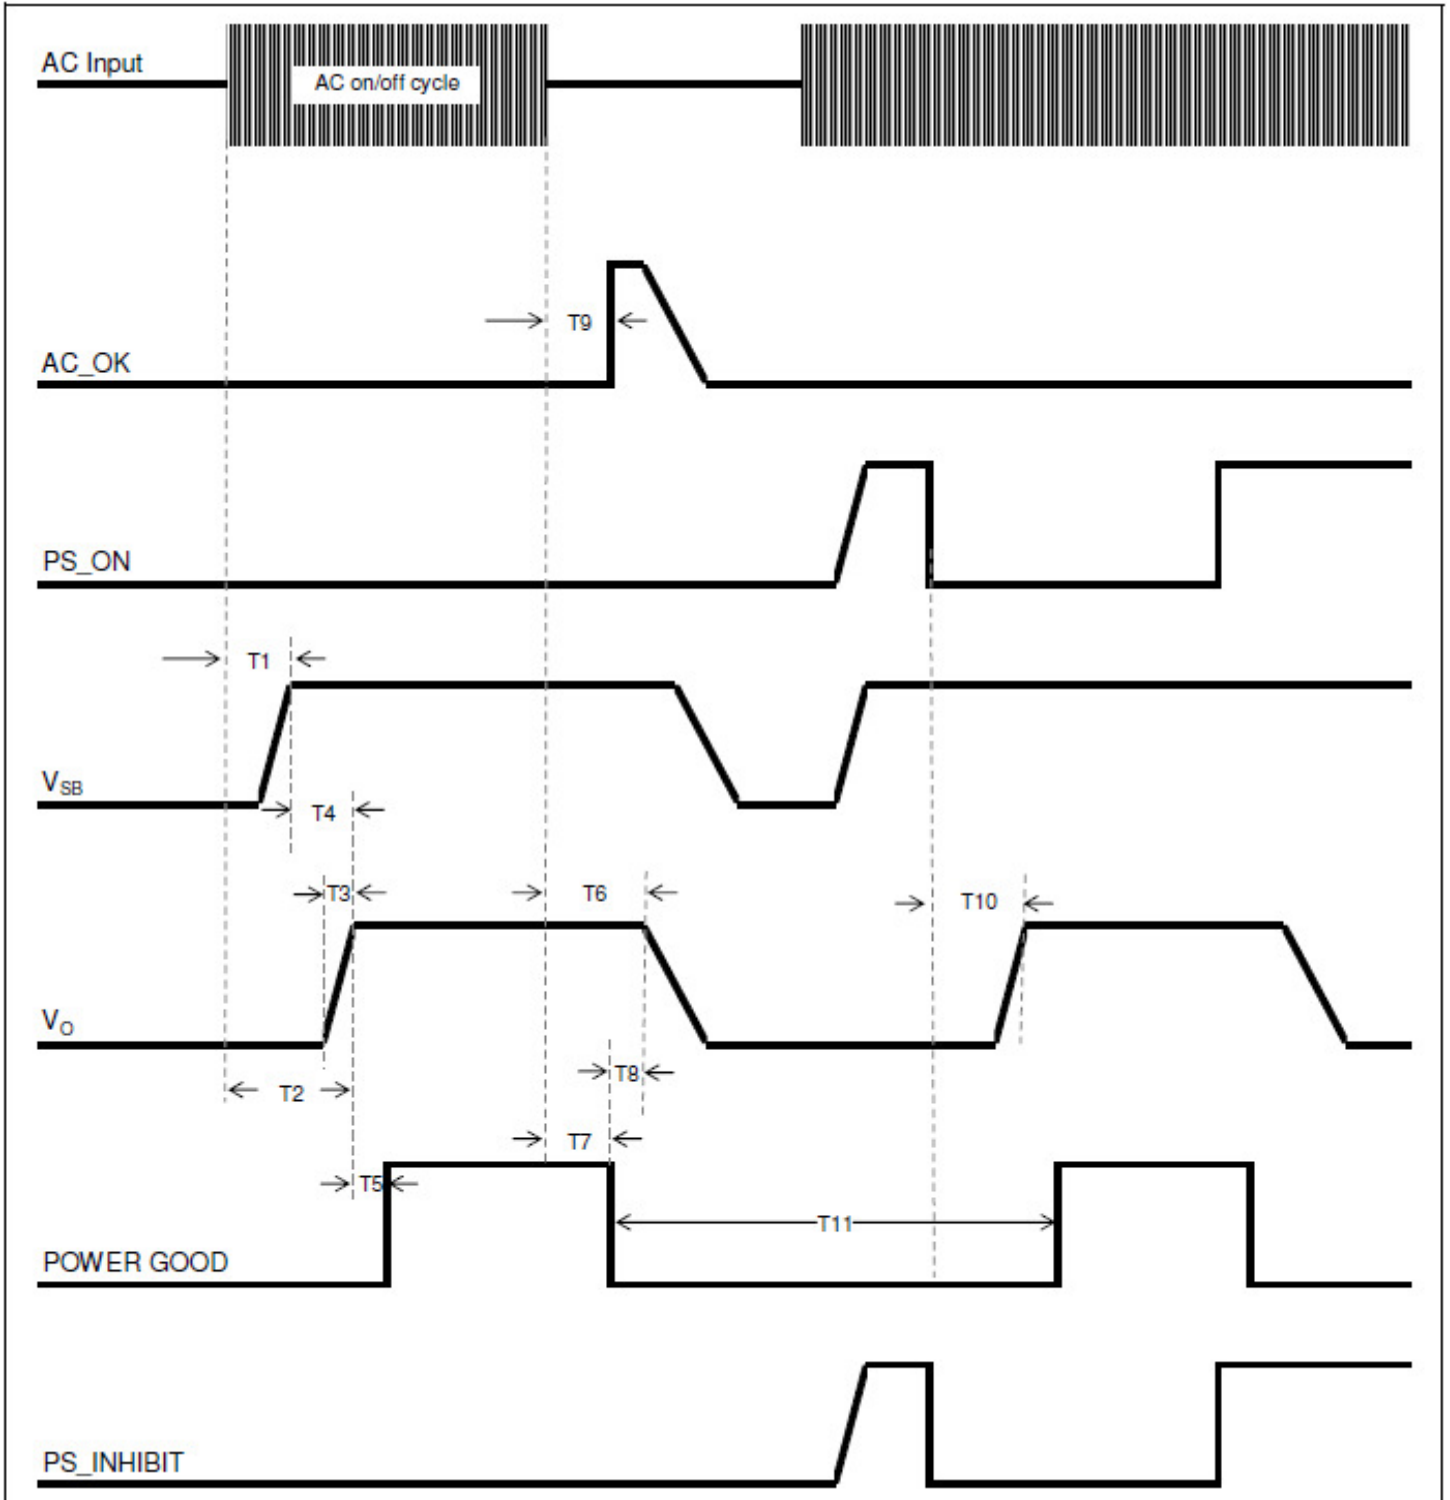 AC Input
AC on/off cycle
T9
AC_OK
PS_ON
T1
VSB
T4
T3
T6
T10
VO
T8
T2
T7
T5
T11
POWER GOOD
PS_INHIBIT